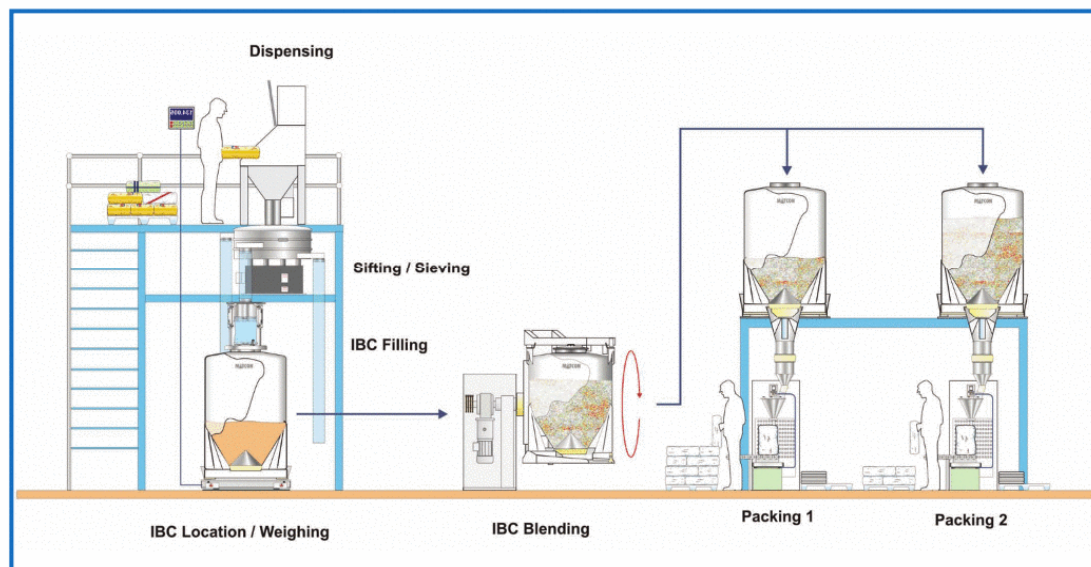 Dispensing
Sifting / Sieving
IBC Filling
IBC Location / Weighing
IBC Blending
Packing 1
Packing 2